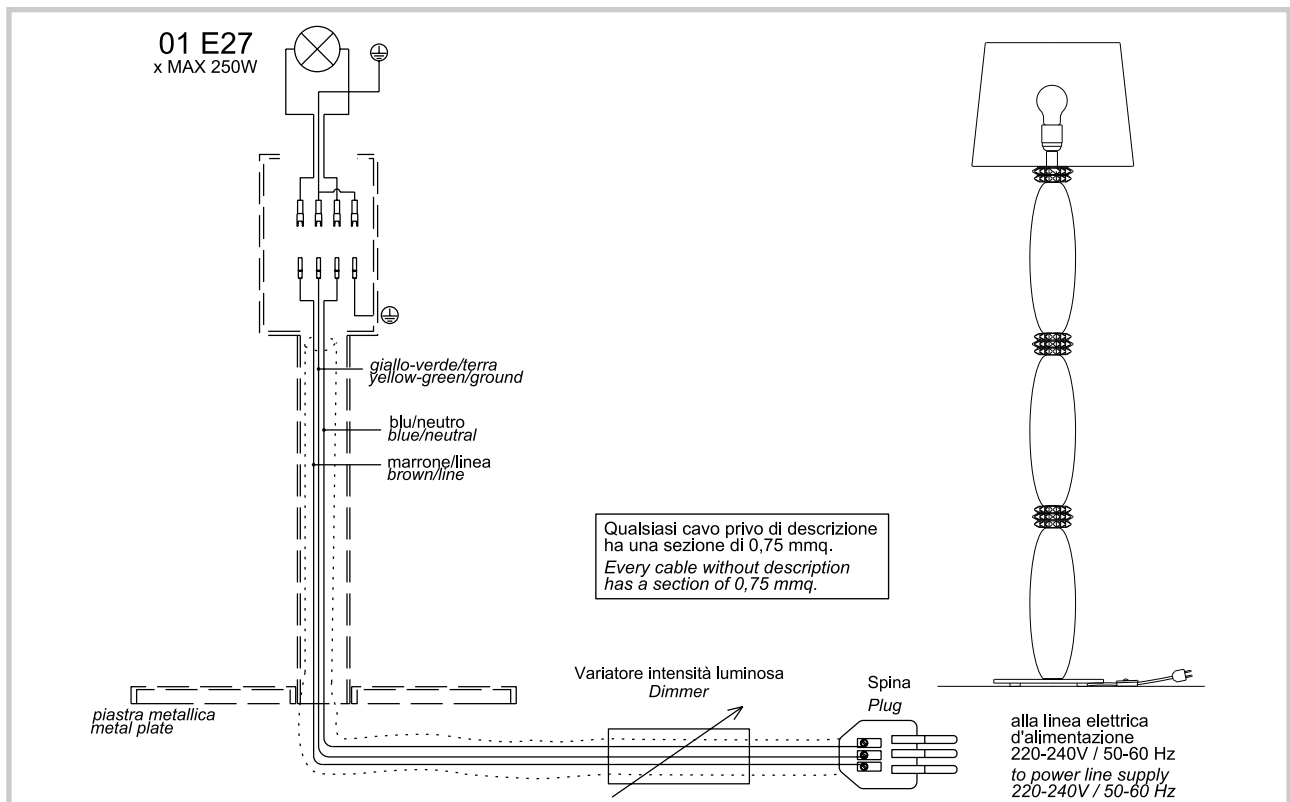 01 E27
x MAX 250W
giallo-verde/terra
yellow-green/ground
blu/neutro
blue/neutral
marrone/linea
brown/line
Qualsiasi cavo privo di descrizione
ha una sezione di 0,75 mmq.
Every cable without description
has a section of 0,75 mmq.
Variatore intensità luminosa
Dimmer
Spina
Plug
piastra metallica
metal plate
alla linea elettrica
d'alimentazione
220-240V / 50-60 Hz
to power line supply
220-240V / 50-60 Hz